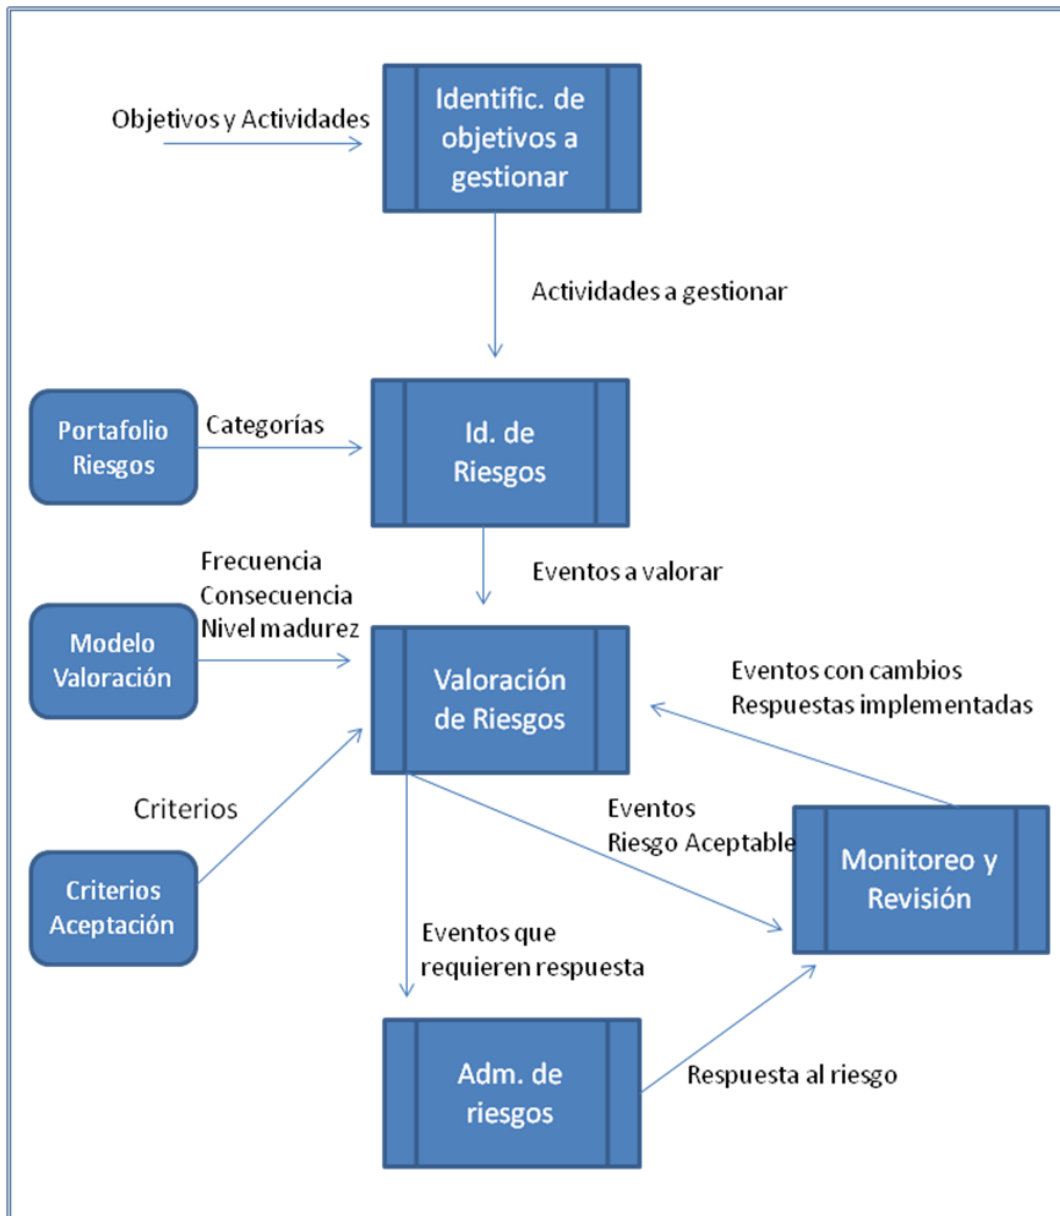 Identific. de
objetivos a
gestionar
Objetivos y Actividades
Actividades a gestionar
Portafolio
Riesgos
Categorías
Id. de
Riesgos
Eventos a valorar
Frecuencia
Consecuencia
Nivel madurez
Modelo
Valoración
Valoración
de Riesgos
Eventos con cambios
Respuestas implementadas
Criterios
Criterios
Aceptación
Eventos
Riesgo Aceptable
Monitoreo y
Revisión
Eventos que
requieren respuesta
Adm. de
riesgos
Respuesta al riesgo